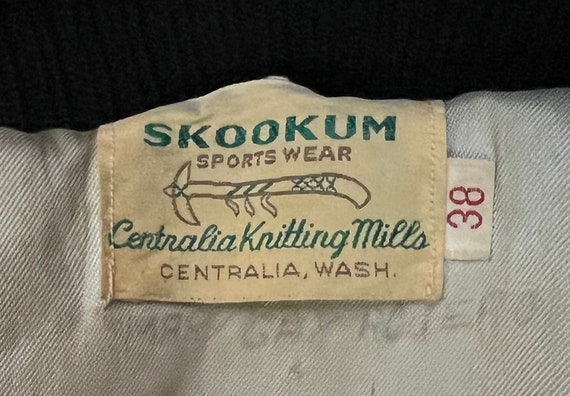 SKOOKUM
SPORTS WEAR
Centralia Knitting Mills
CENTRALIA, WASH.
38